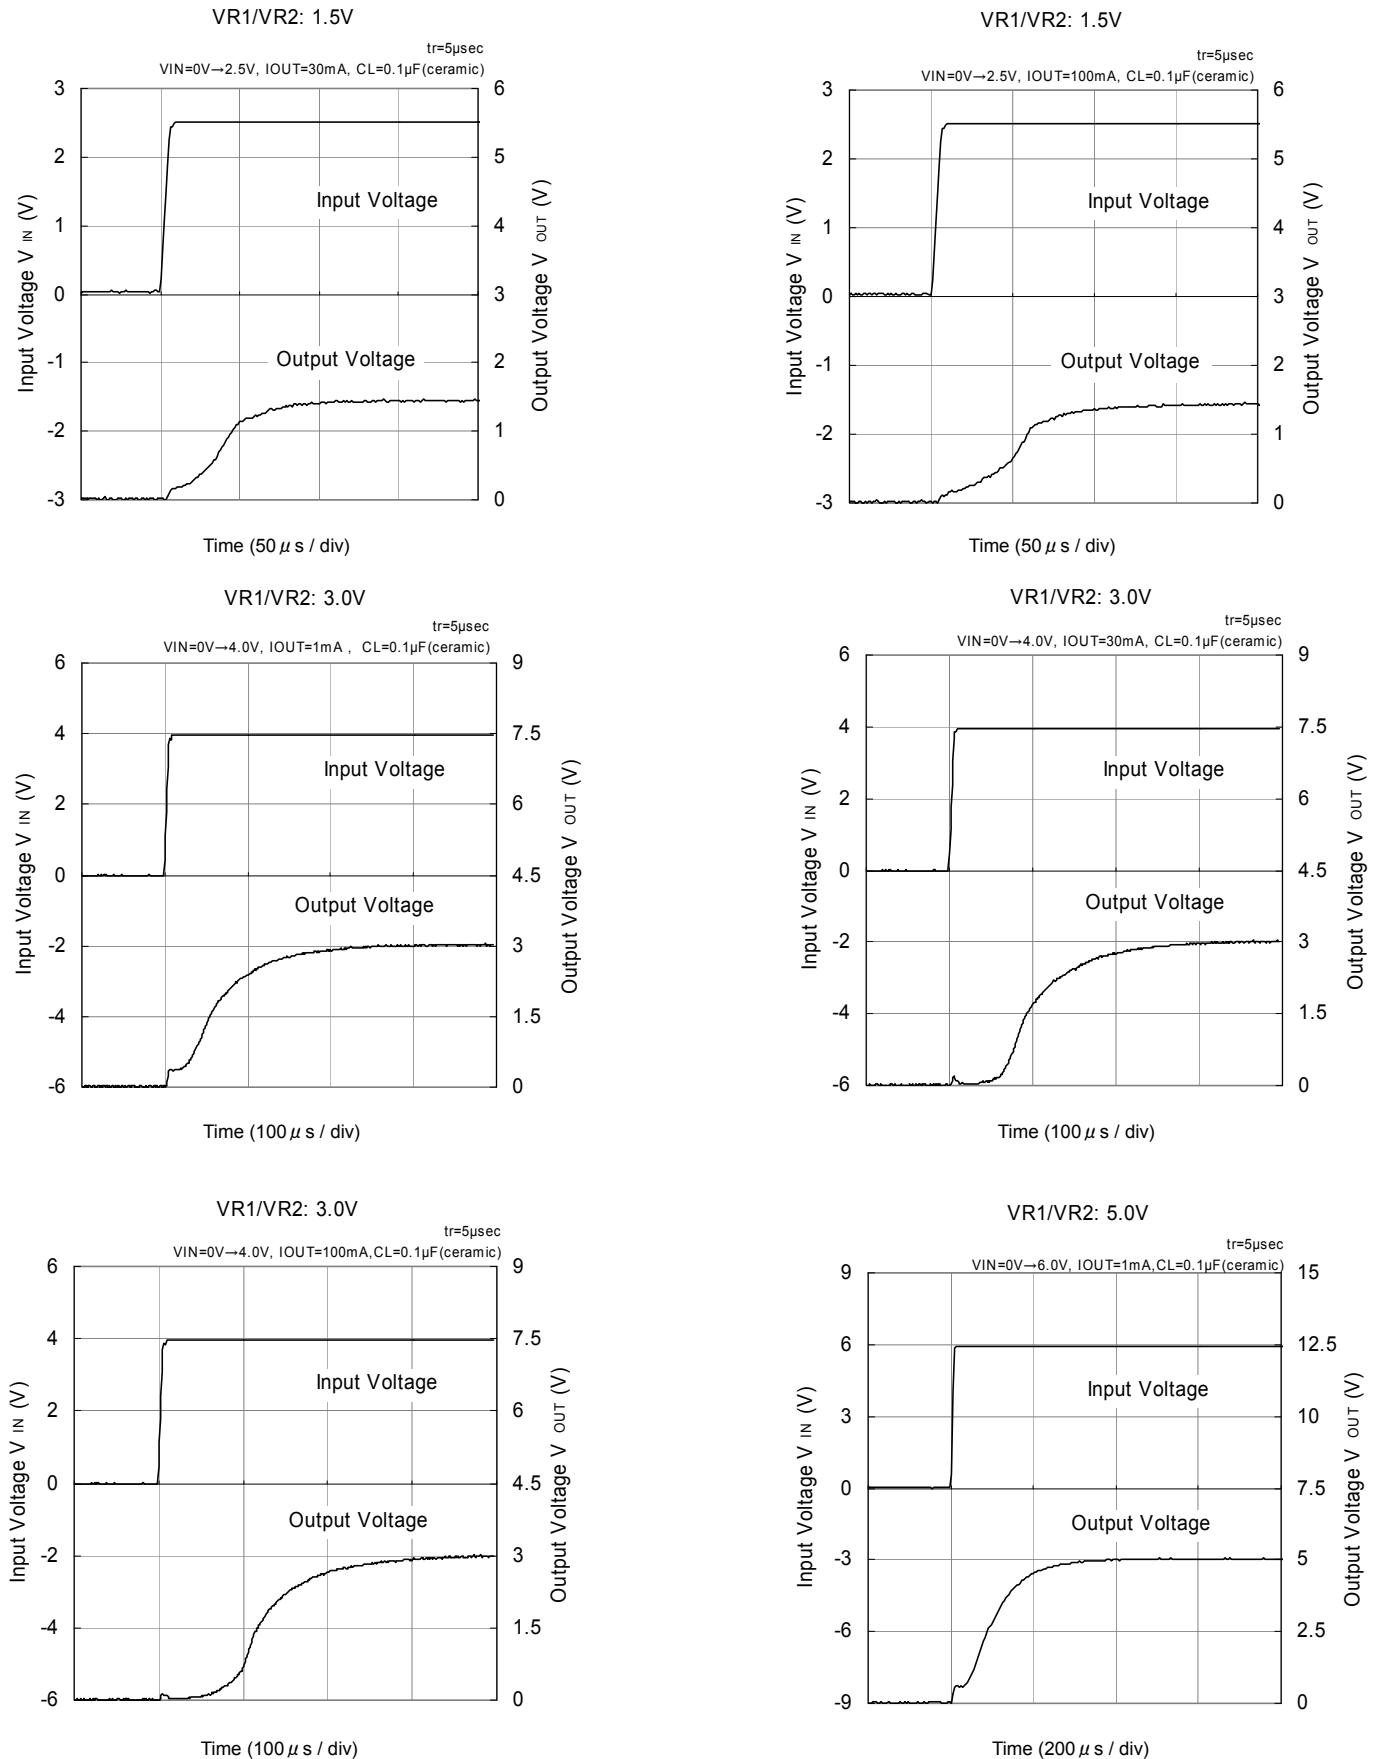 VR1/VR2: 1.5V
tr=5μsec
VIN=0V→2.5V, IOUT=30mA, CL=0.1μF(ceramic)
3
2
1
0
-1
-2
-3
6
5
4
3
2
1
0
Input Voltage V IN (V)
Output Voltage V OUT (V)
Input Voltage
Output Voltage
Time (50 μ s / div)
VR1/VR2: 1.5V
tr=5μsec
VIN=0V→2.5V, IOUT=100mA, CL=0.1μF(ceramic)
3
2
1
0
-1
-2
-3
6
5
4
3
2
1
0
Input Voltage V IN (V)
Output Voltage V OUT (V)
Input Voltage
Output Voltage
Time (50 μ s / div)
VR1/VR2: 3.0V
tr=5μsec
VIN=0V→4.0V, IOUT=1mA , CL=0.1μF(ceramic)
6
4
2
0
-2
-4
-6
9
7.5
6
4.5
3
1.5
0
Input Voltage V IN (V)
Output Voltage V OUT (V)
Input Voltage
Output Voltage
Time (100 μ s / div)
VR1/VR2: 3.0V
tr=5μsec
VIN=0V→4.0V, IOUT=30mA, CL=0.1μF(ceramic)
6
4
2
0
-2
-4
-6
9
7.5
6
4.5
3
1.5
0
Input Voltage V IN (V)
Output Voltage V OUT (V)
Input Voltage
Output Voltage
Time (100 μ s / div)
VR1/VR2: 3.0V
tr=5μsec
VIN=0V→4.0V, IOUT=100mA,CL=0.1μF(ceramic)
6
4
2
0
-2
-4
-6
9
7.5
6
4.5
3
1.5
0
Input Voltage V IN (V)
Output Voltage V OUT (V)
Input Voltage
Output Voltage
Time (100 μ s / div)
VR1/VR2: 5.0V
tr=5μsec
VIN=0V→6.0V, IOUT=1mA,CL=0.1μF(ceramic)
9
6
3
0
-3
-6
-9
15
12.5
10
7.5
5
2.5
0
Input Voltage V IN (V)
Output Voltage V OUT (V)
Input Voltage
Output Voltage
Time (200 μ s / div)